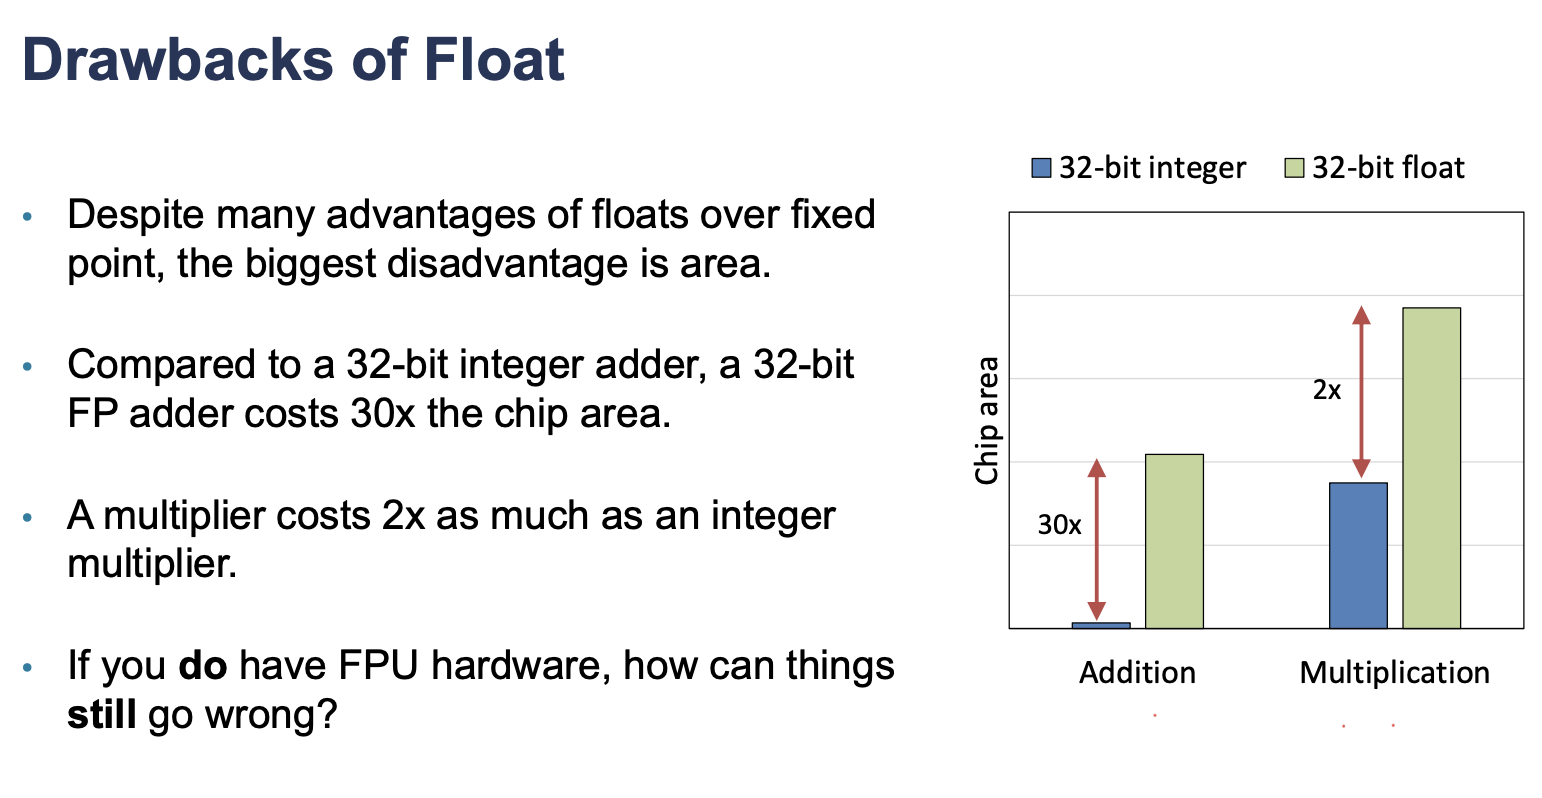 Drawbacks of Float
• Despite many advantages of floats over fixed
point, the biggest disadvantage is area.
• Compared to a 32-bit integer adder, a 32-bit
FP adder costs 30x the chip area.
• A multiplier costs 2x as much as an integer
multiplier.
• If you do have FPU hardware, how can things
still go wrong?
32-bit integer 32-bit float
Chip area
30x
2x
Addition Multiplication